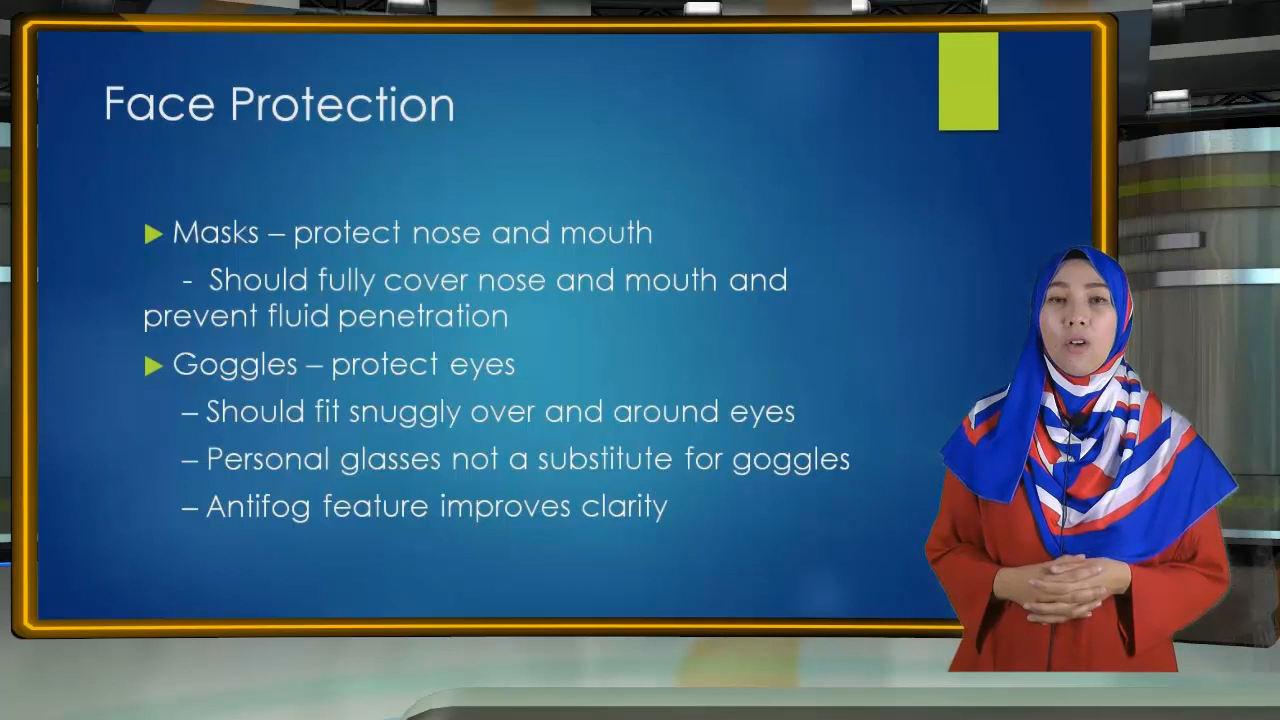 Face Protection
Masks – protect nose and mouth
- Should fully cover nose and mouth and
prevent fluid penetration
Goggles – protect eyes
– Should fit snuggly over and around eyes
– Personal glasses not a substitute for goggles
– Antifog feature improves clarity